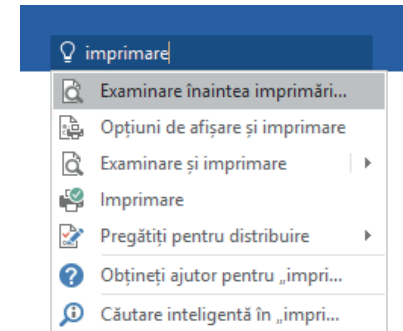 imprimare
Examinare înaintea imprimări...
Opțiuni de afișare și imprimare
Examinare și imprimare
Imprimare
Pregătiți pentru distribuire
Obțineți ajutor pentru „impri...
Căutare inteligentă în „impri...